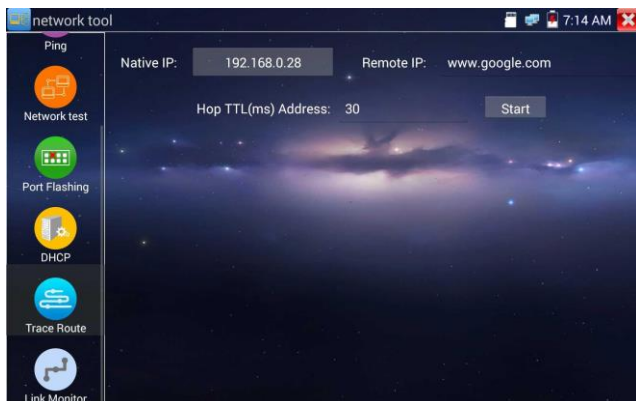 network tool
7:14 AM
Ping
Native IP: 192.168.0.28 Remote IP: www.google.com
Network test
Hop TTL(ms) Address: 30 Start
Port Flashing
DHCP
Trace Route
Link Monitor